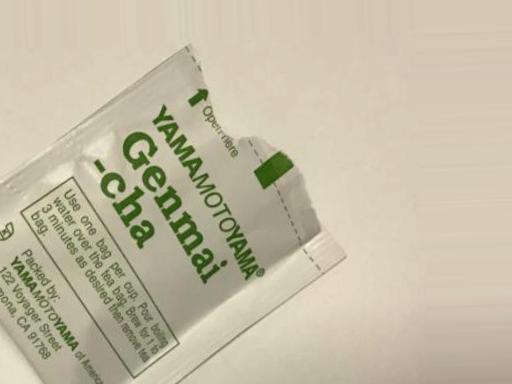 Open Here
YAMAMOTOYAMA®
Genmai
-cha
Use one bag per cup. Pour boiling
water over the tea bag. Brew for 1 to
3 minutes as desired then remove tea
bag.
Packed by:
YAMAMOTOYAMA of America
122 Voyager Street
CA 91768